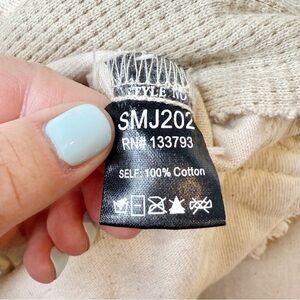 STYLE NO
SMJ202
RN# 133793
SELF: 100% Cotton